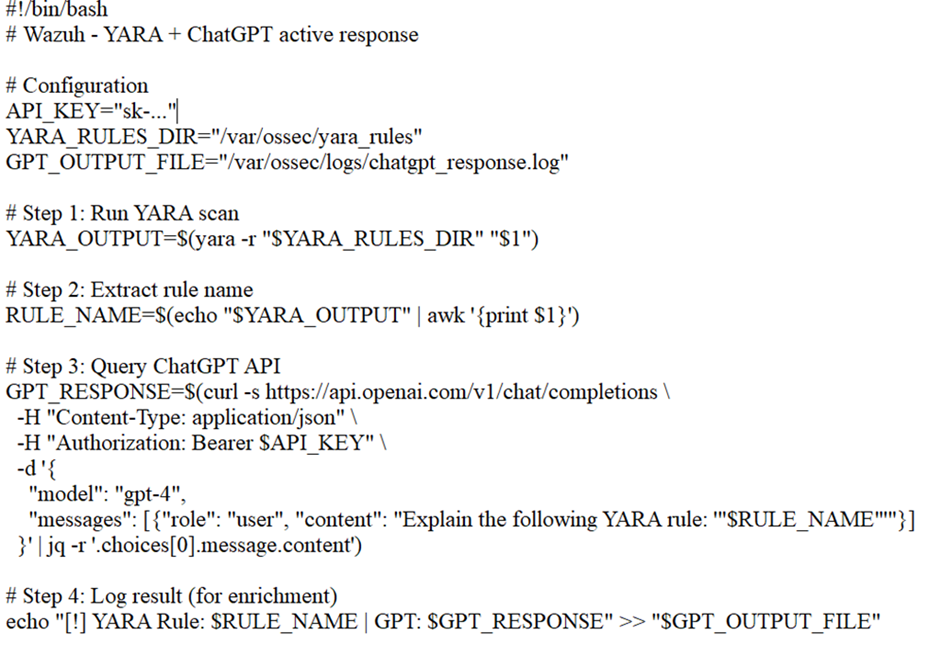 #!/bin/bash
# Wazuh - YARA + ChatGPT active response
# Configuration
API_KEY="sk-..."
YARA_RULES_DIR="/var/ossec/yara_rules"
GPT_OUTPUT_FILE="/var/ossec/logs/chatgpt_response.log"
# Step 1: Run YARA scan
YARA_OUTPUT=$(yara -r "$YARA_RULES_DIR" "$1")
# Step 2: Extract rule name
RULE_NAME=$(echo "$YARA_OUTPUT" | awk '{print $1}')
# Step 3: Query ChatGPT API
GPT_RESPONSE=$(curl -s https://api.openai.com/v1/chat/completions \
-H "Content-Type: application/json" \
-H "Authorization: Bearer $API_KEY" \
-d '{
"model": "gpt-4",
"messages": [{"role": "user", "content": "Explain the following YARA rule: '"$RULE_NAME"'"}]
}' | jq -r '.choices[0].message.content')
# Step 4: Log result (for enrichment)
echo "[!] YARA Rule: $RULE_NAME | GPT: $GPT_RESPONSE" >> "$GPT_OUTPUT_FILE"